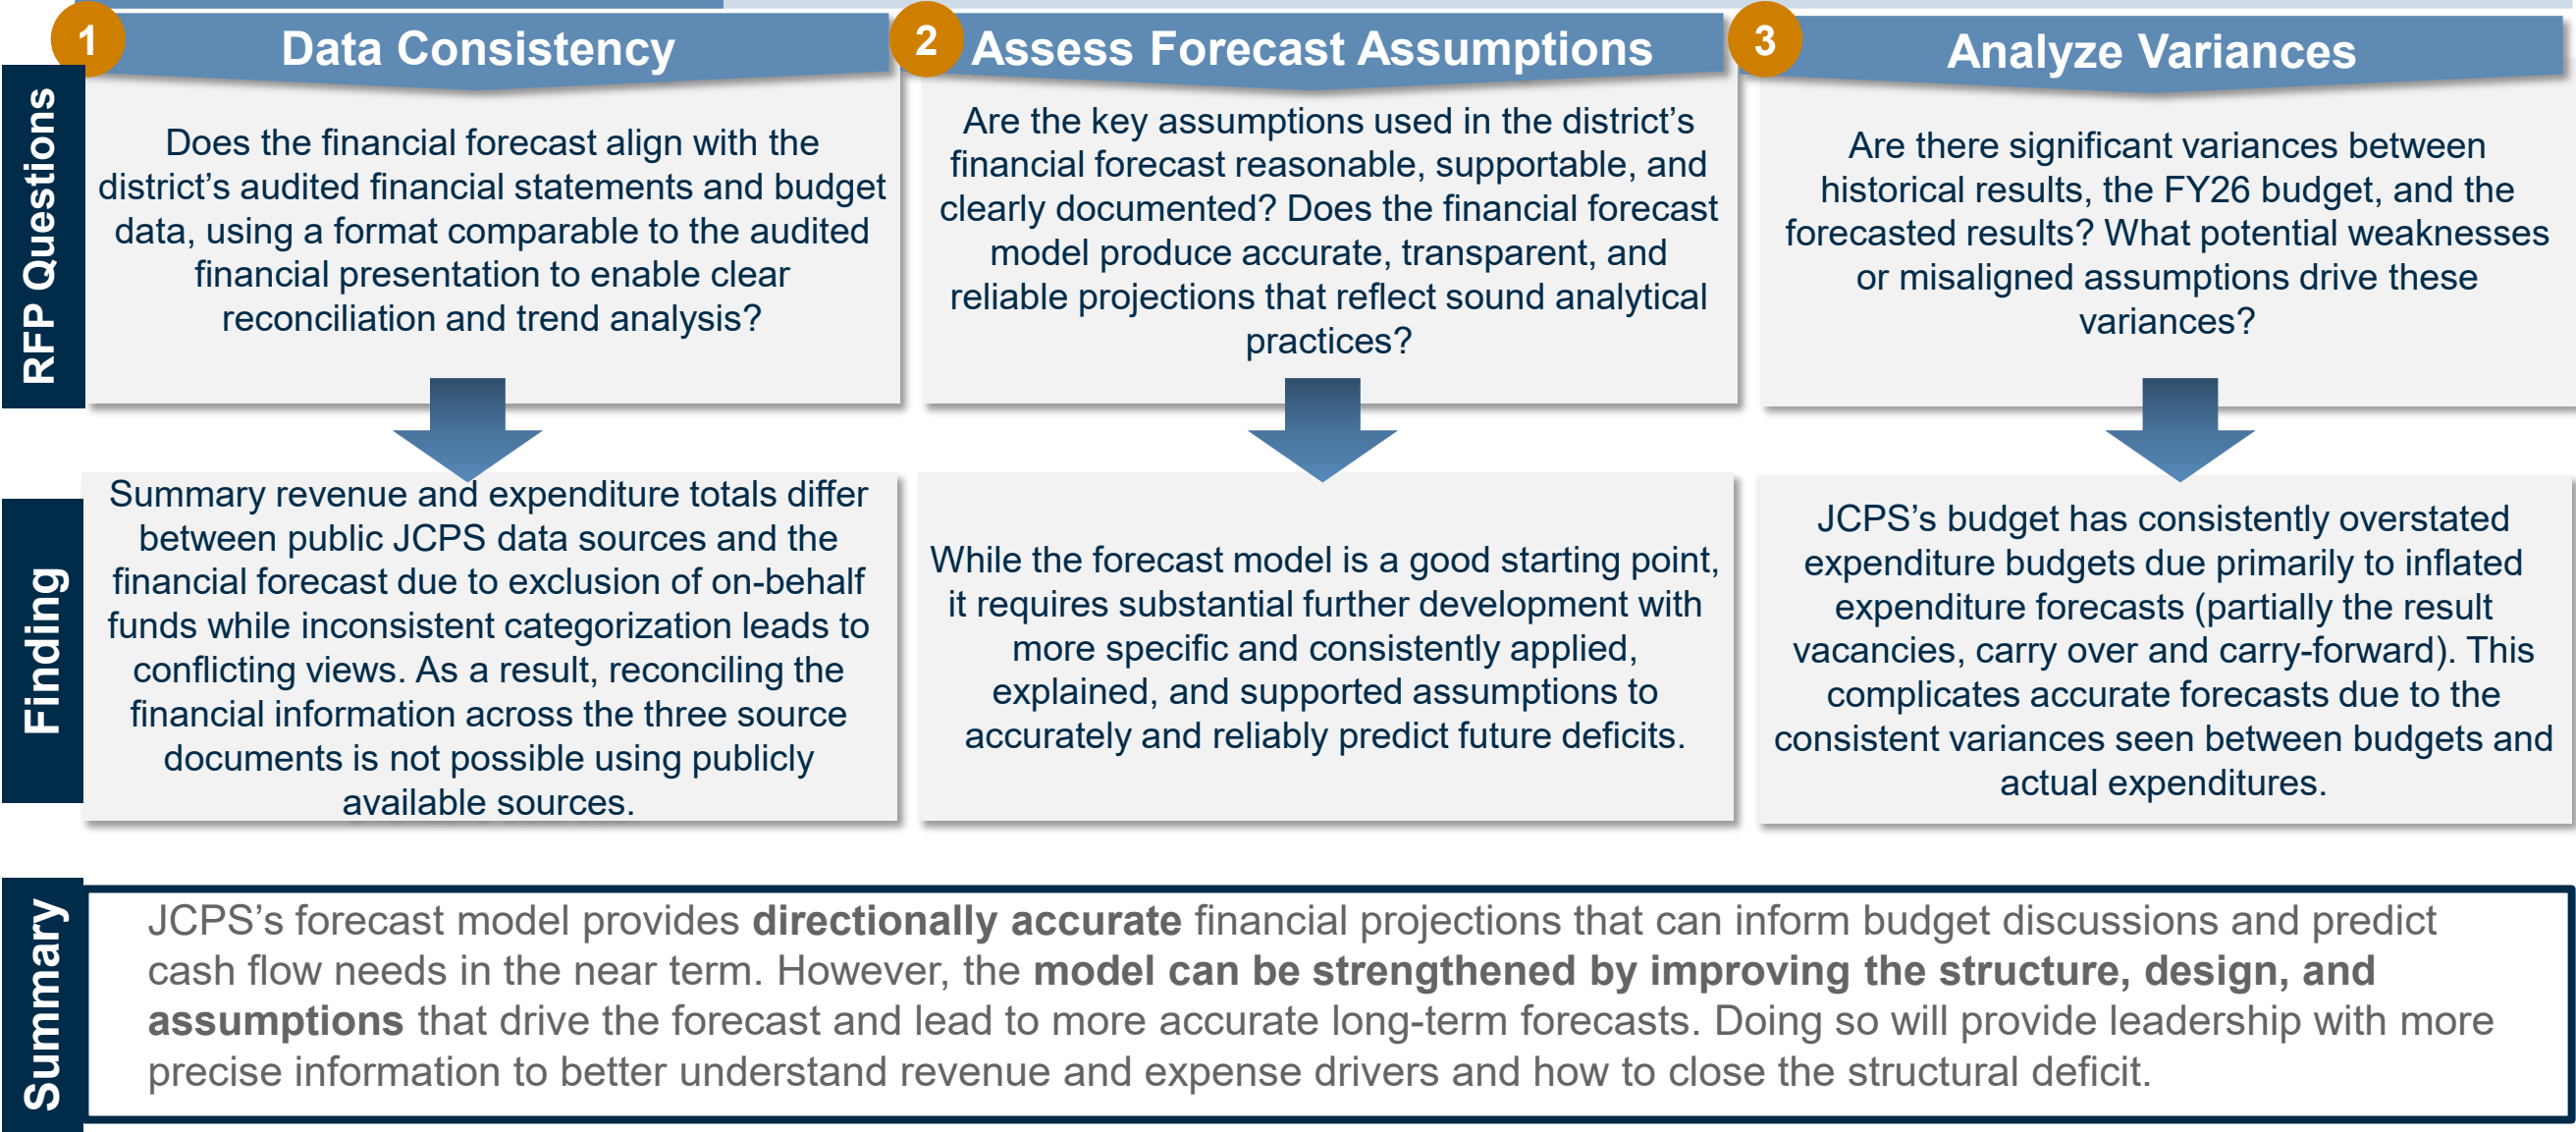 1
Data Consistency
2
Assess Forecast Assumptions
3
Analyze Variances
RFP Questions
Does the financial forecast align with the
district’s audited financial statements and budget
data, using a format comparable to the audited
financial presentation to enable clear
reconciliation and trend analysis?
Are the key assumptions used in the district’s
financial forecast reasonable, supportable, and
clearly documented? Does the financial forecast
model produce accurate, transparent, and
reliable projections that reflect sound analytical
practices?
Are there significant variances between
historical results, the FY26 budget, and the
forecasted results? What potential weaknesses
or misaligned assumptions drive these
variances?
Finding
Summary revenue and expenditure totals differ
between public JCPS data sources and the
financial forecast due to exclusion of on-behalf
funds while inconsistent categorization leads to
conflicting views. As a result, reconciling the
financial information across the three source
documents is not possible using publicly
available sources.
While the forecast model is a good starting point,
it requires substantial further development with
more specific and consistently applied,
explained, and supported assumptions to
accurately and reliably predict future deficits.
JCPS’s budget has consistently overstated
expenditure budgets due primarily to inflated
expenditure forecasts (partially the result
vacancies, carry over and carry-forward). This
complicates accurate forecasts due to the
consistent variances seen between budgets and
actual expenditures.
Summary
JCPS’s forecast model provides directionally accurate financial projections that can inform budget discussions and predict
cash flow needs in the near term. However, the model can be strengthened by improving the structure, design, and
assumptions that drive the forecast and lead to more accurate long-term forecasts. Doing so will provide leadership with more
precise information to better understand revenue and expense drivers and how to close the structural deficit.